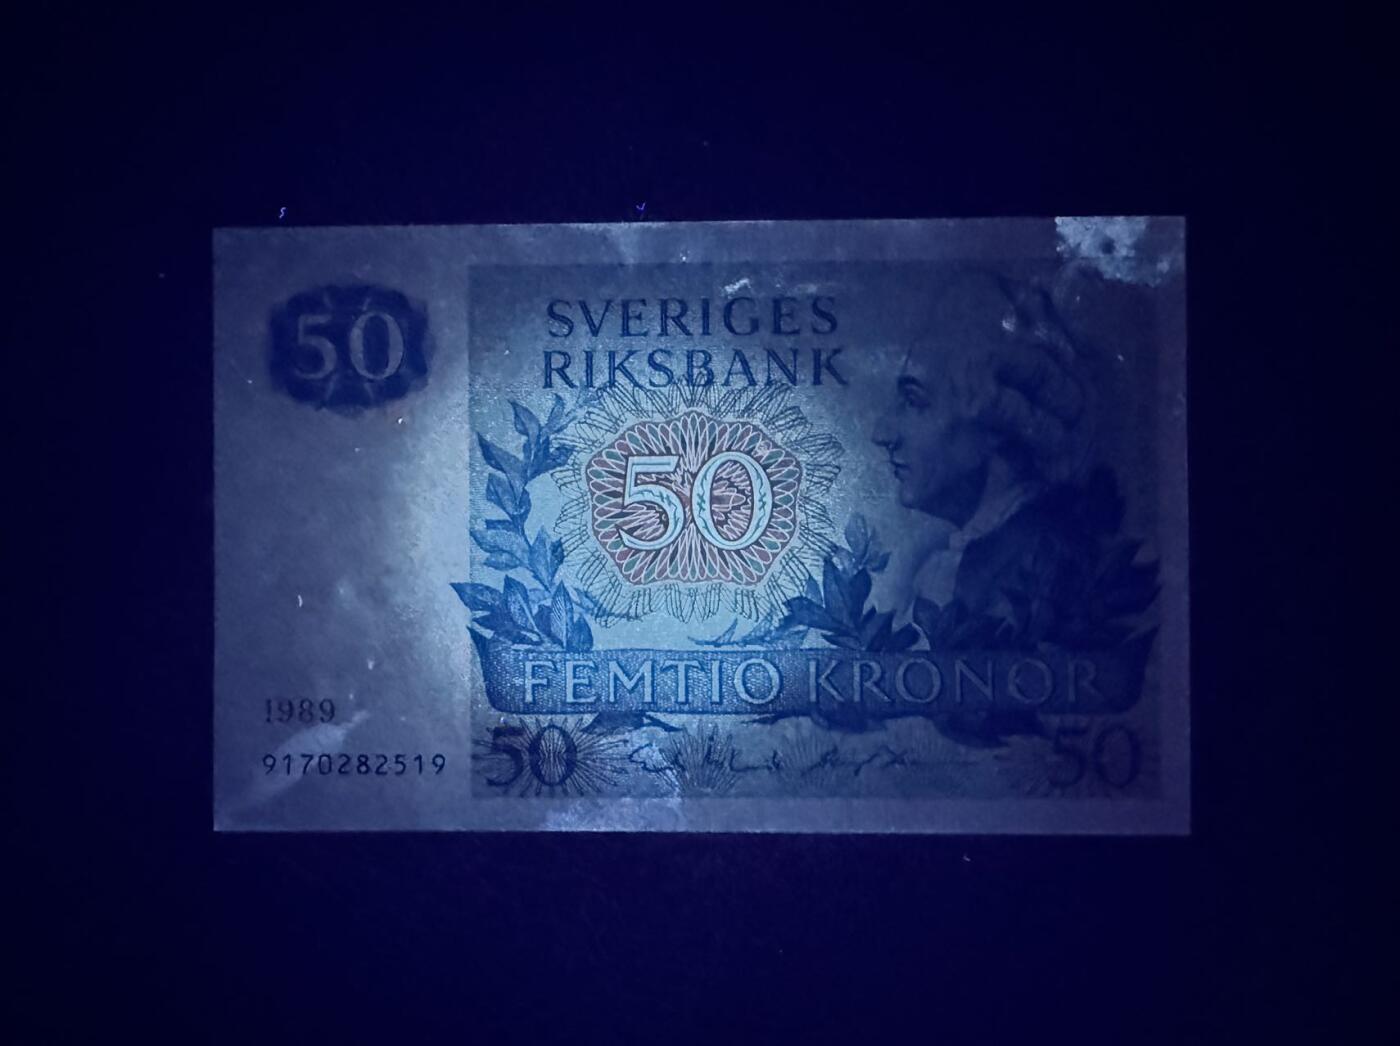 50
SVERIGES
RIKSBANK
50
FEMTIO KRONOR
1989
9170282519
50
50